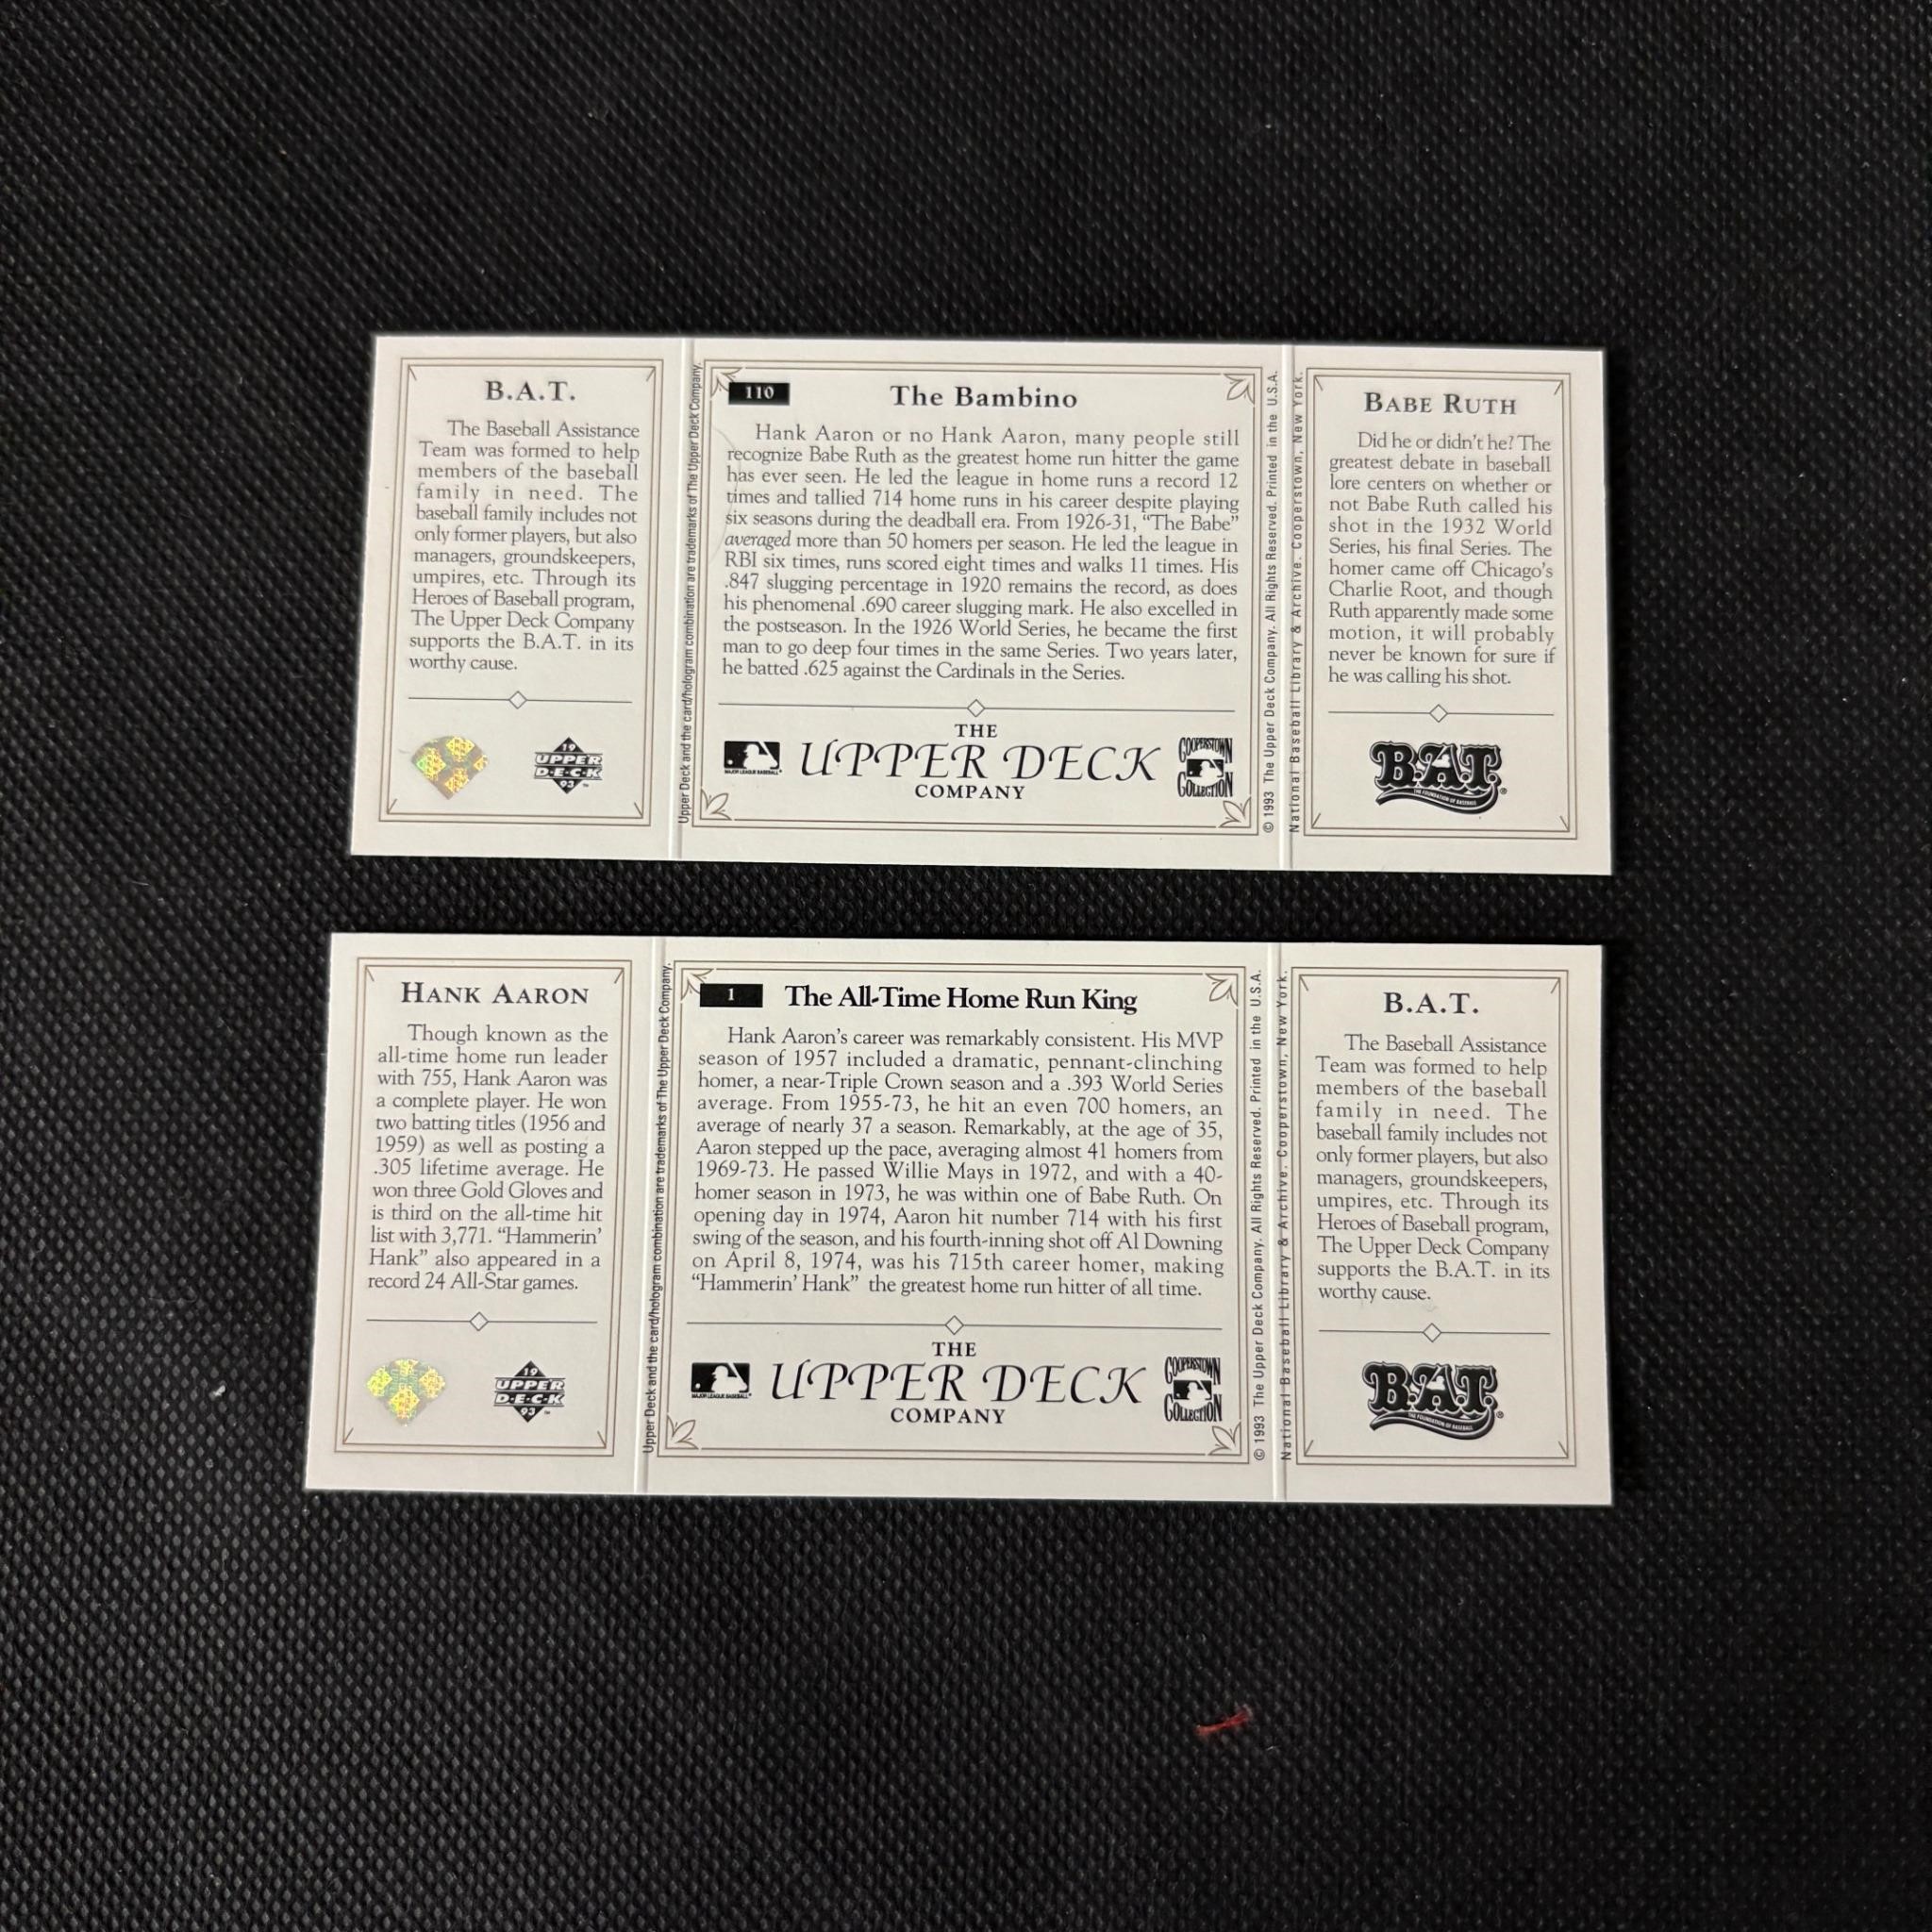 B.A.T.
The Baseball Assistance
Team was formed to help
members of the baseball
family in need. The
baseball family includes not
only former players, but also
managers, groundskeepers,
umpires, etc. Through its
Heroes of Baseball program,
The Upper Deck Company
supports the B.A.T. in its
worthy cause.
19
UPPER
D·E·C·K
93
Upper Deck and the card/hologram combination are trademarks of The Upper Deck Company.
110
The Bambino
Hank Aaron or no Hank Aaron, many people still
recognize Babe Ruth as the greatest home run hitter the game
has ever seen. He led the league in home runs a record 12
times and tallied 714 home runs in his career despite playing
six seasons during the deadball era. From 1926-31, “The Babe”
averaged more than 50 homers per season. He led the league in
RBI six times, runs scored eight times and walks 11 times. His
.847 slugging percentage in 1920 remains the record, as does
his phenomenal .690 career slugging mark. He also excelled in
the postseason. In the 1926 World Series, he became the first
man to go deep four times in the same Series. Two years later,
he batted .625 against the Cardinals in the Series.
MAJOR LEAGUE BASEBALL
THE
UPPER DECK
COMPANY
COOPERSTOWN
COLLECTION
© 1993 The Upper Deck Company. All Rights Reserved. Printed in the U.S.A.
National Baseball Library & Archive. Cooperstown, New York.
BABE RUTH
Did he or didn't he? The
greatest debate in baseball
lore centers on whether or
not Babe Ruth called his
shot in the 1932 World
Series, his final Series. The
homer came off Chicago's
Charlie Root, and though
Ruth apparently made some
motion, it will probably
never be known for sure if
he was calling his shot.
B.A.T.
THE FOUNDATION OF BASEBALL
HANK AARON
Though known as the
all-time home run leader
with 755, Hank Aaron was
a complete player. He won
two batting titles (1956 and
1959) as well as posting a
.305 lifetime average. He
won three Gold Gloves and
is third on the all-time hit
list with 3,771. “Hammerin'
Hank” also appeared in a
record 24 All-Star games.
19
UPPER
D·E·C·K
93
Upper Deck and the card/hologram combination are trademarks of The Upper Deck Company.
1
The All-Time Home Run King
Hank Aaron's career was remarkably consistent. His MVP
season of 1957 included a dramatic, pennant-clinching
homer, a near-Triple Crown season and a .393 World Series
average. From 1955-73, he hit an even 700 homers, an
average of nearly 37 a season. Remarkably, at the age of 35,
Aaron stepped up the pace, averaging almost 41 homers from
1969-73. He passed Willie Mays in 1972, and with a 40-
homer season in 1973, he was within one of Babe Ruth. On
opening day in 1974, Aaron hit number 714 with his first
swing of the season, and his fourth-inning shot off Al Downing
on April 8, 1974, was his 715th career homer, making
“Hammerin' Hank” the greatest home run hitter of all time.
MAJOR LEAGUE BASEBALL
THE
UPPER DECK
COMPANY
COOPERSTOWN
COLLECTION
© 1993 The Upper Deck Company. All Rights Reserved. Printed in the U.S.A.
National Baseball Library & Archive. Cooperstown, New York.
B.A.T.
The Baseball Assistance
Team was formed to help
members of the baseball
family in need. The
baseball family includes not
only former players, but also
managers, groundskeepers,
umpires, etc. Through its
Heroes of Baseball program,
The Upper Deck Company
supports the B.A.T. in its
worthy cause.
B.A.T.
THE FOUNDATION OF BASEBALL